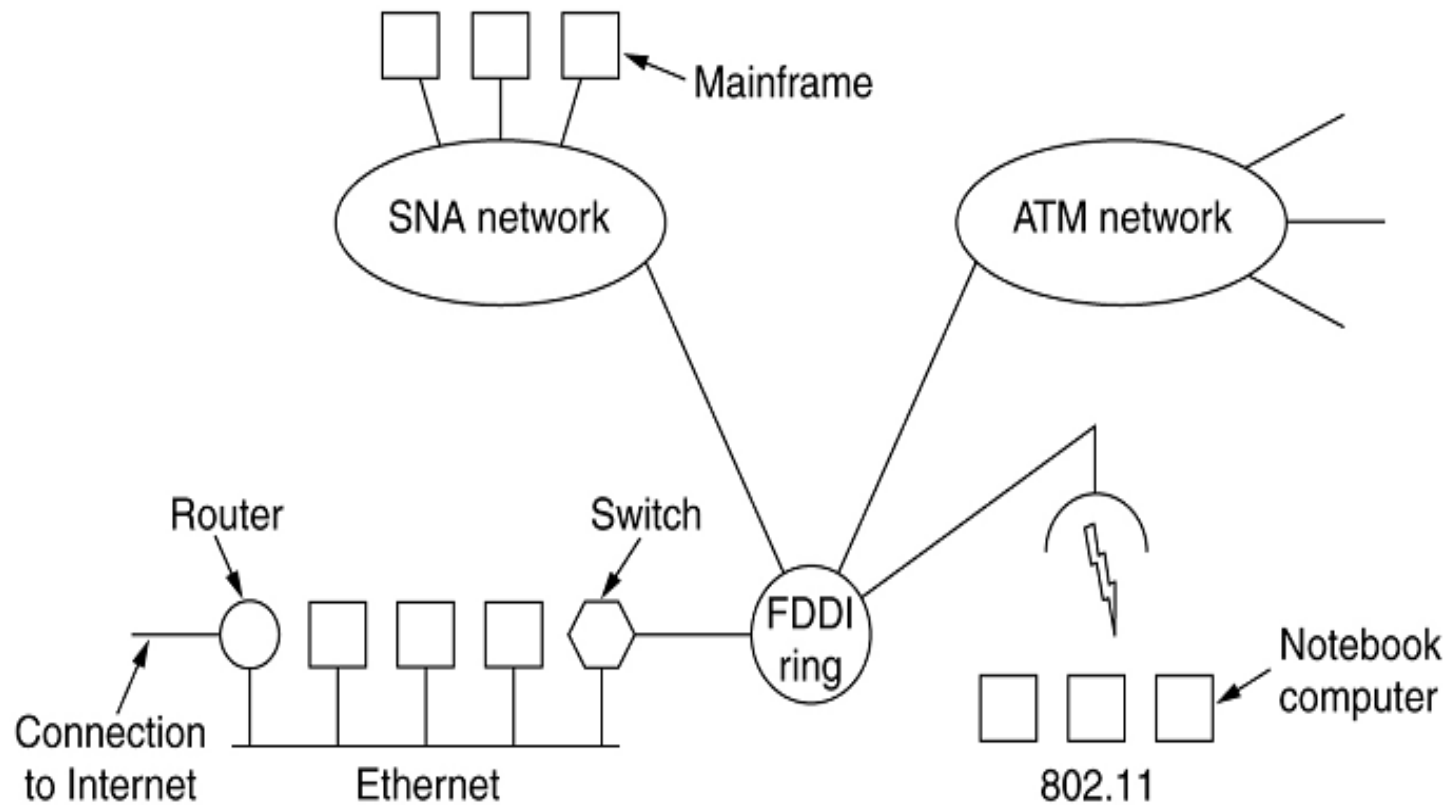 Mainframe
SNA network
ATM network
Router
Switch
FDDI
ring
Notebook
computer
Connection
to Internet
Ethernet
802.11